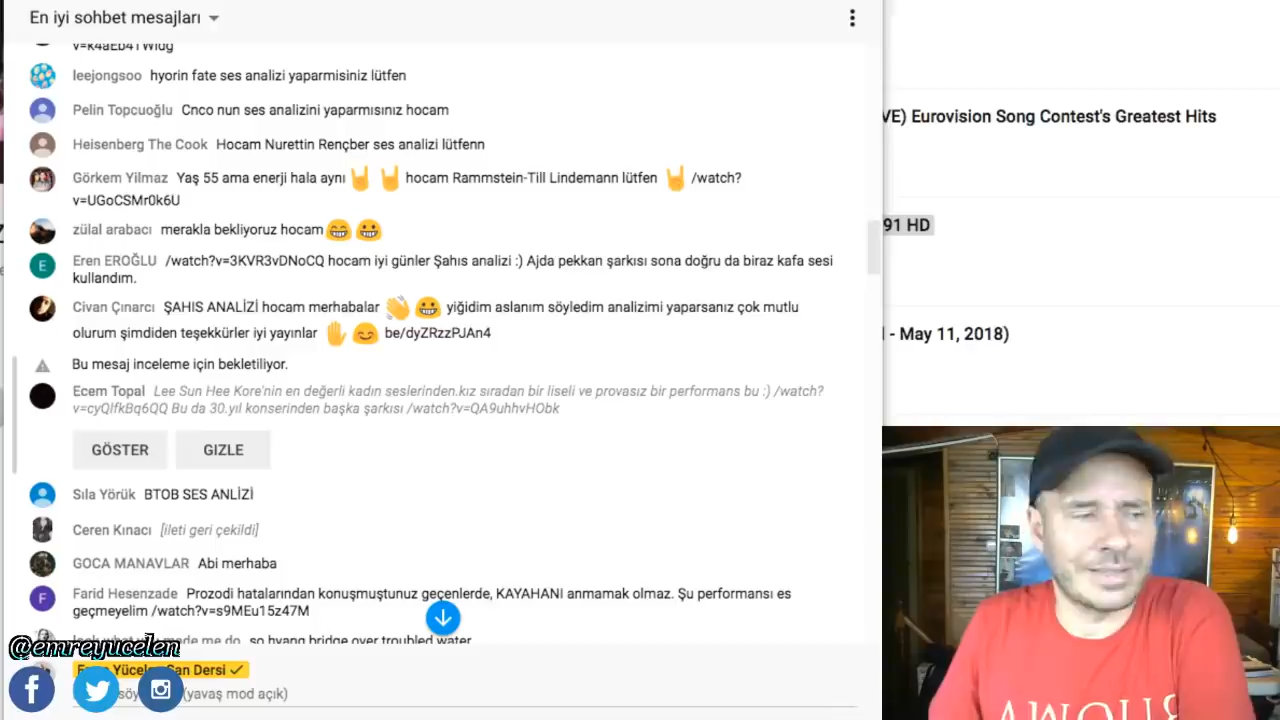 En iyi sohbet mesajları
v=k4aEb41Wfdg
leejongsoo hyorin fate ses analizi yaparmisiniz lütfen
Pelin Topcuoğlu Cnco nun ses analizini yaparmısınız hocam
Heisenberg The Cook Hocam Nurettin Rençber ses analizi lütfenn
Görkem Yilmaz Yaş 55 ama enerji hala aynı 🤘 🤘 hocam Rammstein-Till Lindemann lütfen 🤘 /watch?
v=UGoCSMr0k6U
zülal arabacı merakla bekliyoruz hocam 😁 😀
Eren EROĞLU /watch?v=3KVR3vDNoCQ hocam iyi günler Şahıs analizi :) Ajda pekkan şarkısı sona doğru da biraz kafa sesi
kullandım.
Civan Çınarcı ŞAHIS ANALİZİ hocam merhabalar 👋 😀 yiğidim aslanım söyledim analizimi yaparsanız çok mutlu
olurum şimdiden teşekkürler iyi yayınlar ✋ 😊 be/dyZRzzPJAn4
Bu mesaj inceleme için bekletiliyor.
Ecem Topal Lee Sun Hee Kore'nin en değerli kadın seslerinden.kız sıradan bir liseli ve provasız bir performans bu :) /watch?
v=cyQIfkBq6QQ Bu da 30.yıl konserinden başka şarkısı /watch?v=QA9uhhvHObk
GÖSTER GIZLE
Sıla Yörük BTOB SES ANLİZİ
Ceren Kınacı [ileti geri çekildi]
GOCA MANAVLAR Abi merhaba
Farid Hesenzade Prozodi hatalarından konuşmuştunuz geçenlerde, KAYAHANI anmamak olmaz. Şu performansı es
geçmeyelim /watch?v=s9MEu15z47M
made me do so hyang bridge over troubled water
@emreyucelen
Yücelen Şan Dersi
(yavaş mod açık)
VE) Eurovision Song Contest's Greatest Hits
91 HD
- May 11, 2018)